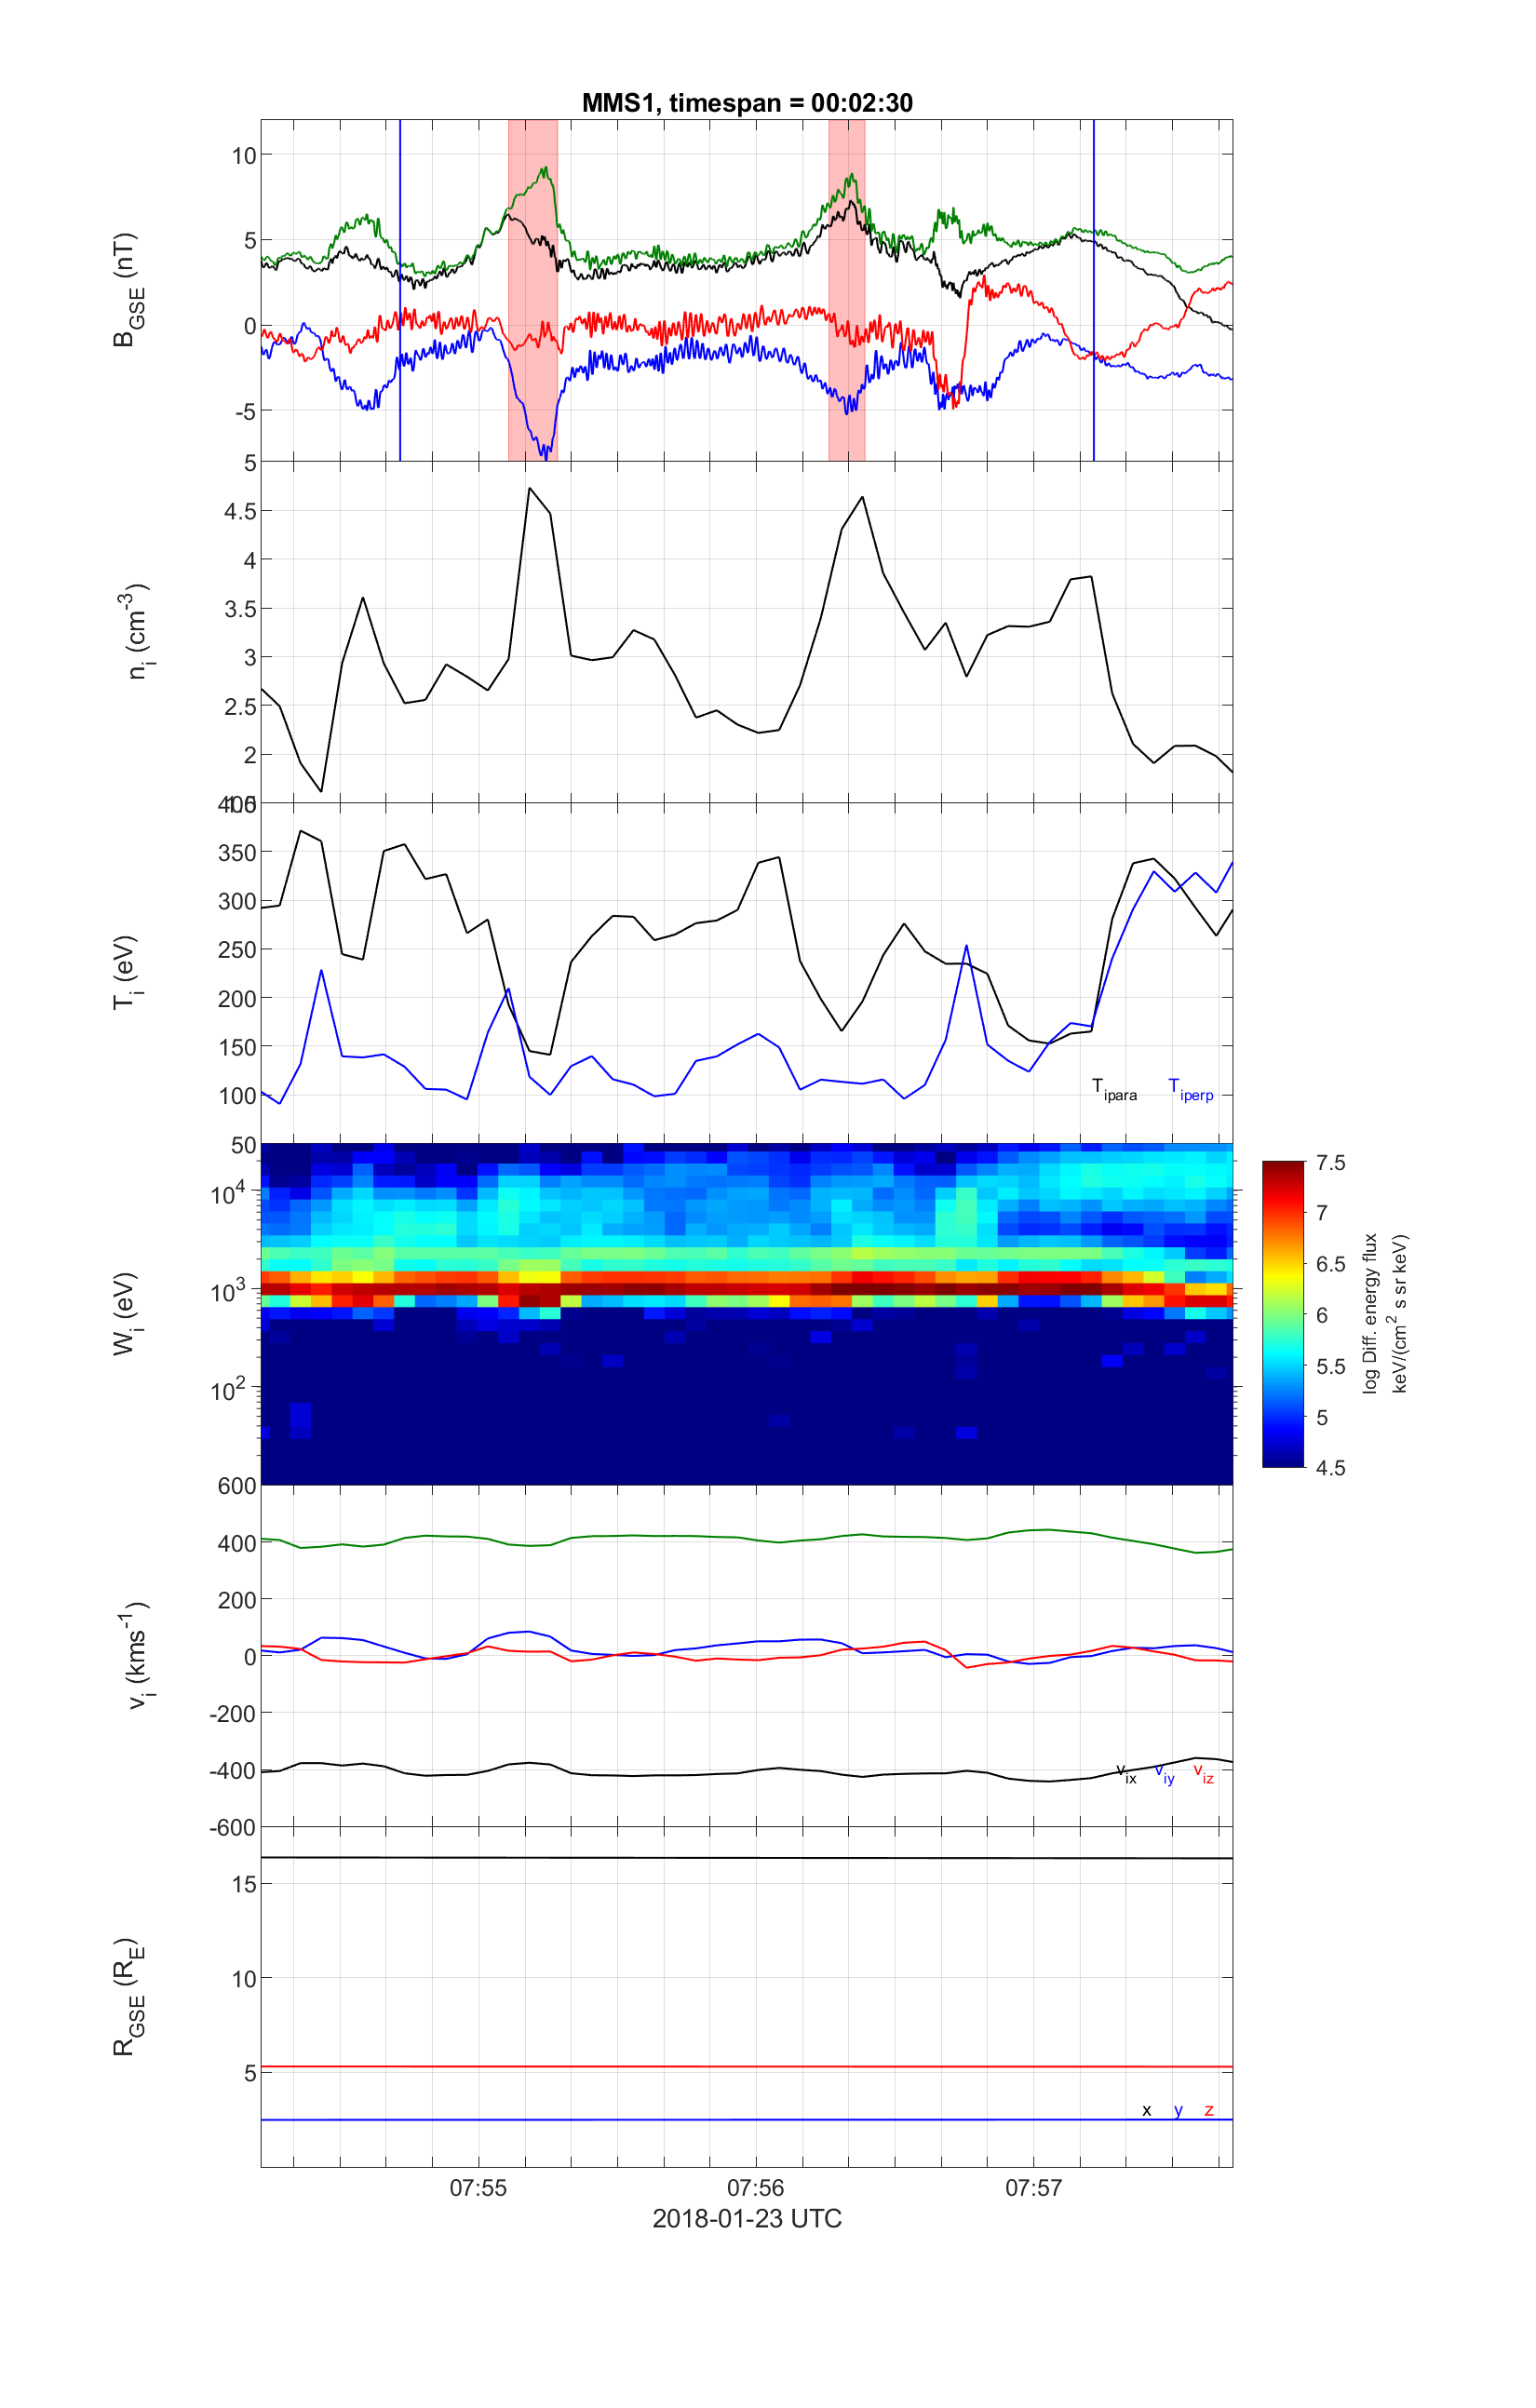 MMS1, timespan = 00:02:30
B_GSE (nT)
10
5
0
-5
n_i (cm^-3)
5
4.5
4
3.5
3
2.5
2
T_i (eV)
350
300
250
200
150
100
50
T_ipara T_iperp
W_i (eV)
10^4
10^3
10^2
7.5
7
6.5
6
5.5
5
4.5
log Diff. energy flux
keV/(cm^2 s sr keV)
v_i (kms^-1)
600
400
200
0
-200
-400
-600
v_ix v_iy v_iz
R_GSE (R_E)
15
10
5
x y z
07:55 07:56 07:57
2018-01-23 UTC